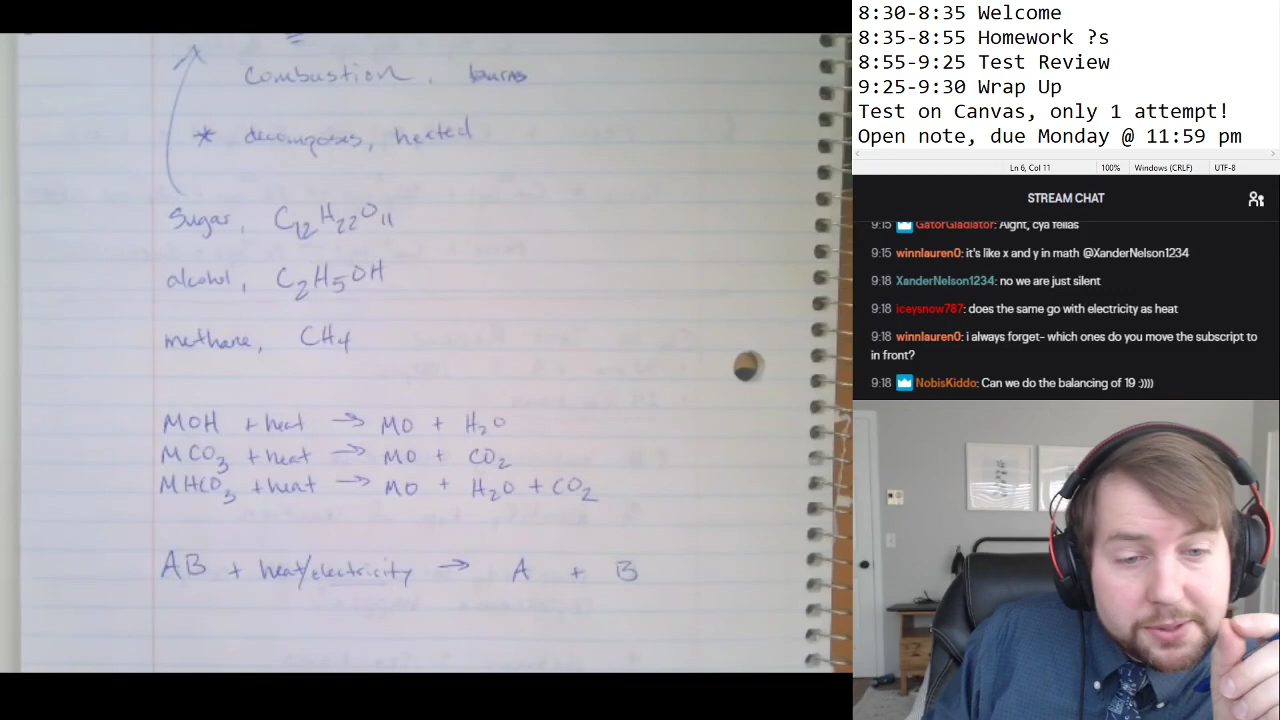 combustion, burns
* decomposes, heated
Sugar, C12H22O11
alcohol, C2H5OH
methane, CH4
MOH + heat → MO + H2O
MCO3 + heat → MO + CO2
MHCO3 + heat → MO + H2O + CO2
AB + heat/electricity → A + B
8:30-8:35 Welcome
8:35-8:55 Homework ?s
8:55-9:25 Test Review
9:25-9:30 Wrap Up
Test on Canvas, only 1 attempt!
Open note, due Monday @ 11:59 pm
Ln 6, Col 11 100% Windows (CRLF) UTF-8
STREAM CHAT
9:15 GatorGladiator: Aight, cya fellas
9:15 winnlauren0: it's like x and y in math @XanderNelson1234
9:18 XanderNelson1234: no we are just silent
9:18 iceysnow787: does the same go with electricity as heat
9:18 winnlauren0: i always forget- which ones do you move the subscript to
in front?
9:18 NobisKiddo: Can we do the balancing of 19 :))))